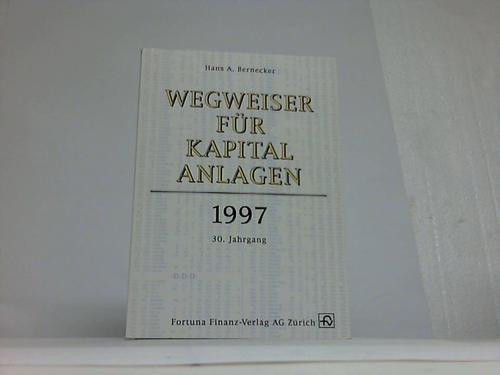 Hans A. Bernecker
WEGWEISER
FÜR
KAPITAL
ANLAGEN
1997
30. Jahrgang
Fortuna Finanz-Verlag AG Zürich